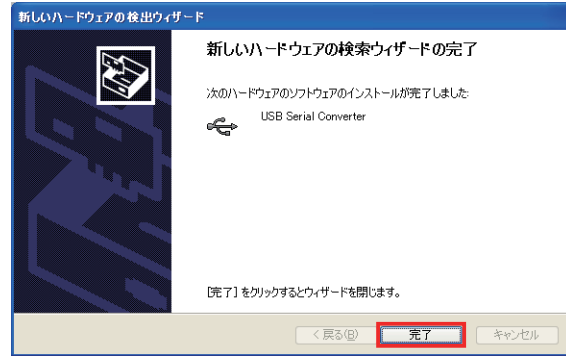 新しいハードウェアの検出ウィザード
新しいハードウェアの検索ウィザードの完了
次のハードウェアのソフトウェアのインストールが完了しました:
USB Serial Converter
[完了] をクリックするとウィザードを閉じます。
< 戻る(B)
完了
キャンセル